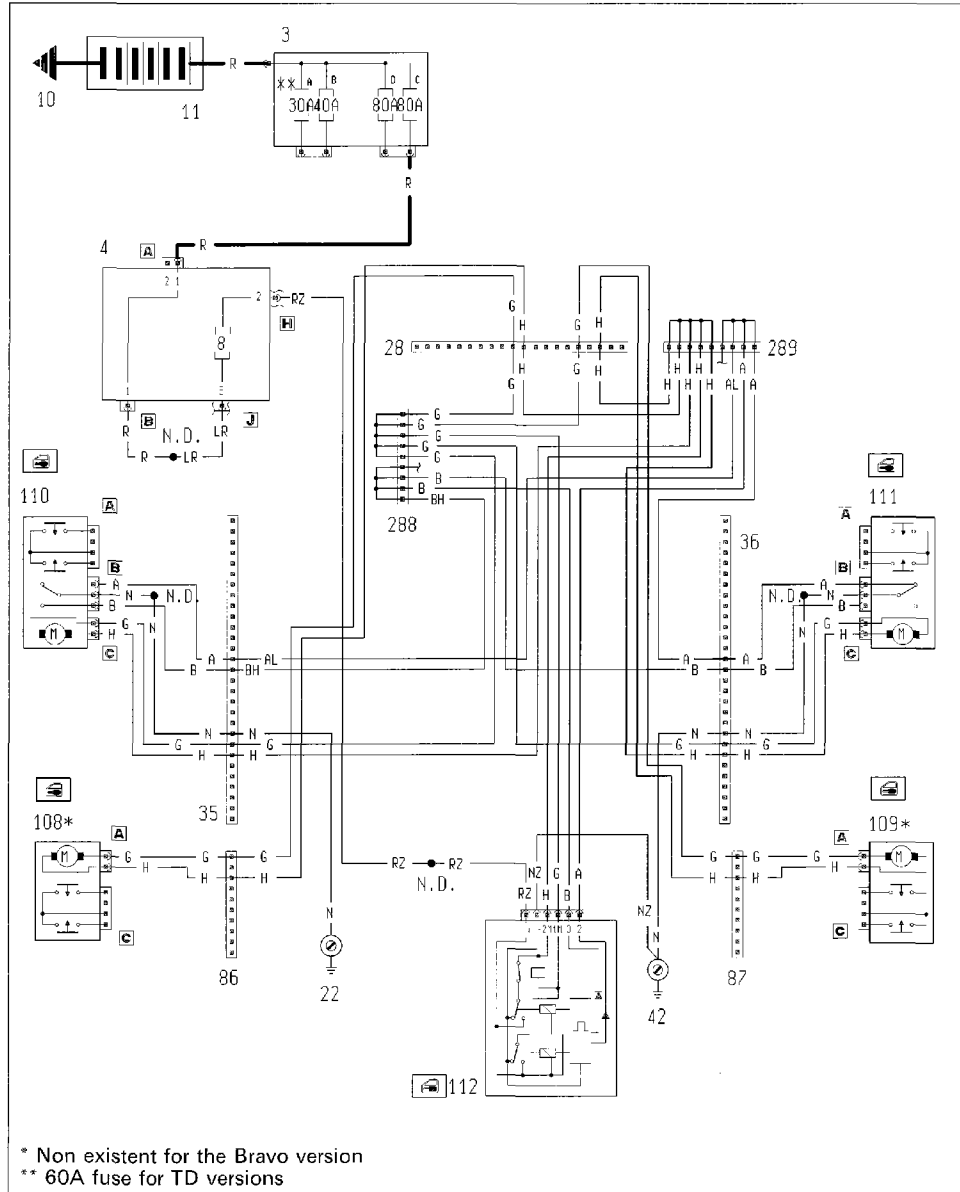 3
R
10
11
A B D C
**
30A 40A 80A 80A
R
4
A
R
2 1
2
RZ
H
8
1
E
B
J
R N.D. LR
R LR
G
H
G
H
28
289
H
G
G
H
H H H H H AL A A
G
G
G
G
G
B
B
BH
288
110
A
B
A
N N.D.
B
G
H
N
C
35
A AL
B BH
N N
G G
H H
111
A
B
36
A
N.D. N
B
G
H
N
C
A A
B B
N N
G G
H H
108*
A
G G G
H H H
C
86
109*
A
G G G
H H H
C
87
RZ RZ
N.D.
RZ NZ H G B A
3 2
NZ
N
N
22
42
112
* Non existent for the Bravo version
** 60A fuse for TD versions